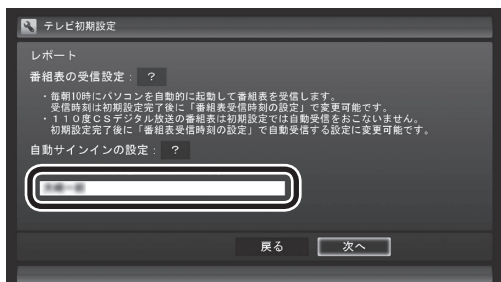 テレビ初期設定
レポート
番組表の受信設定： ？
・毎朝10時にパソコンを自動的に起動して番組表を受信します。
受信時刻は初期設定完了後に「番組表受信時刻の設定」で変更可能です。
・１１０度ＣＳデジタル放送の番組表は初期設定では自動受信をおこないません。
初期設定完了後に「番組表受信時刻の設定」で自動受信する設定に変更可能です。
自動サインインの設定： ？
戻る 次へ